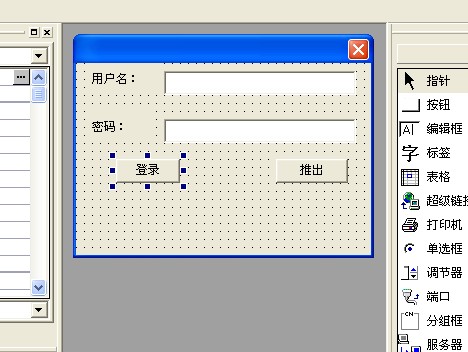 用户名：
密码：
登录
推出
指针
按钮
编辑框
标签
表格
超级链接
打印机
单选框
调节器
端口
分组框
服务器